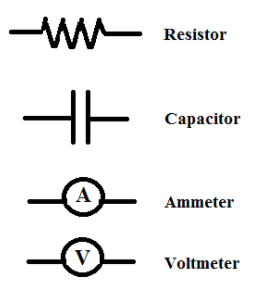 Resistor
Capacitor
A Ammeter
V Voltmeter